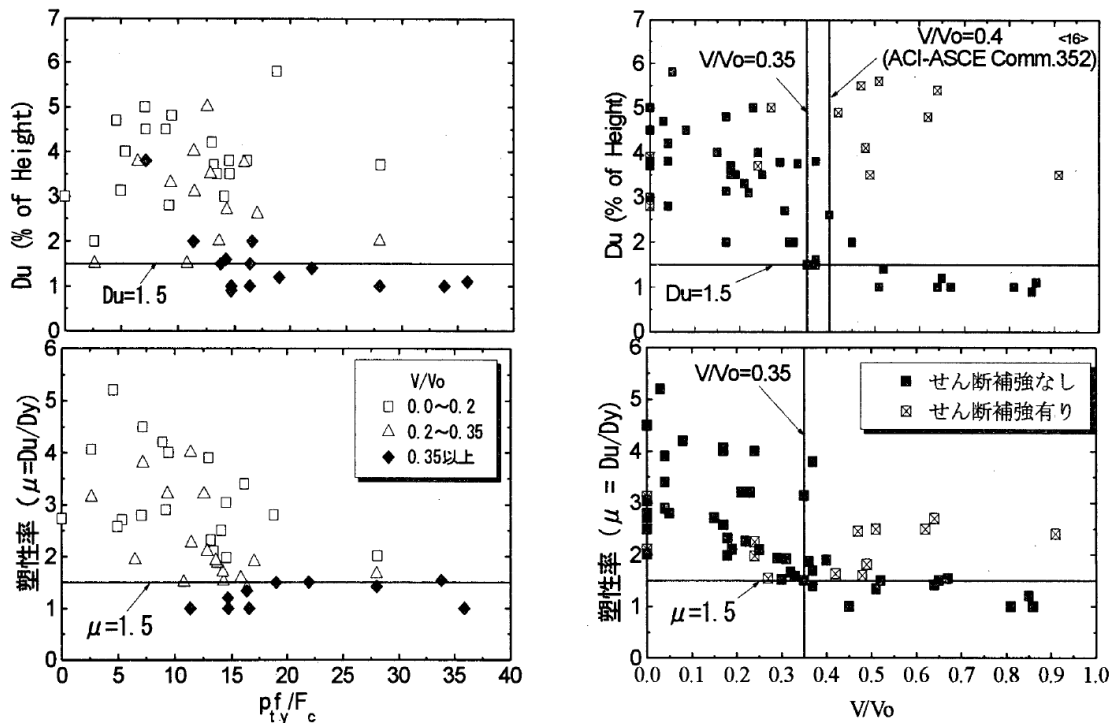 7
6
5
4
3
2
1
0
Du (% of Height)
Du=1.5
6
5
4
3
2
1
0
塑性率 (μ=Du/Dy)
V/Vo
0.0~0.2
0.2~0.35
0.35以上
μ=1.5
0 5 10 15 20 25 30 35 40
ptfy/Fc
7
6
5
4
3
2
1
0
Du (% of Height)
V/Vo=0.35
V/Vo=0.4 <16>
(ACI-ASCE Comm.352)
Du=1.5
6
5
4
3
2
1
0
塑性率 (μ = Du/Dy)
V/Vo=0.35
せん断補強なし
せん断補強有り
μ=1.5
0.0 0.1 0.2 0.3 0.4 0.5 0.6 0.7 0.8 0.9 1.0
V/Vo